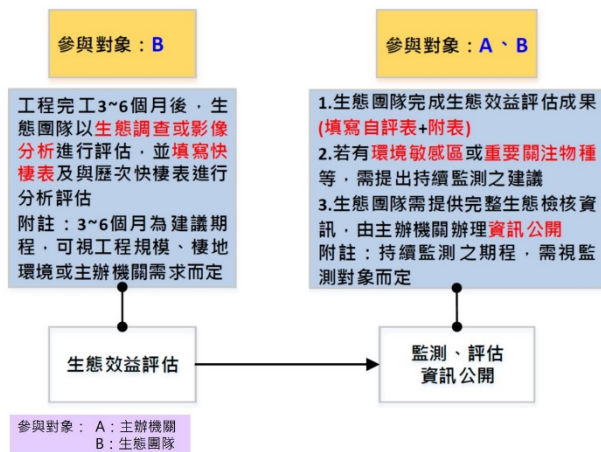 參與對象：B
工程完工3~6個月後，生
態團隊以生態調查或影像
分析進行評估，並填寫快
棲表及與歷次快棲表進行
分析評估
附註：3~6個月為建議期
程，可視工程規模、棲地
環境或主辦機關需求而定
生態效益評估
參與對象：A、B
1.生態團隊完成生態效益評估成果
(填寫自評表+附表)
2.若有環境敏感區或重要關注物種
等，需提出持續監測之建議
3.生態團隊需提供完整生態檢核資
訊，由主辦機關辦理資訊公開
附註：持續監測之期程，需視監
測對象而定
監測、評估
資訊公開
參與對象： A：主辦機關
B：生態團隊